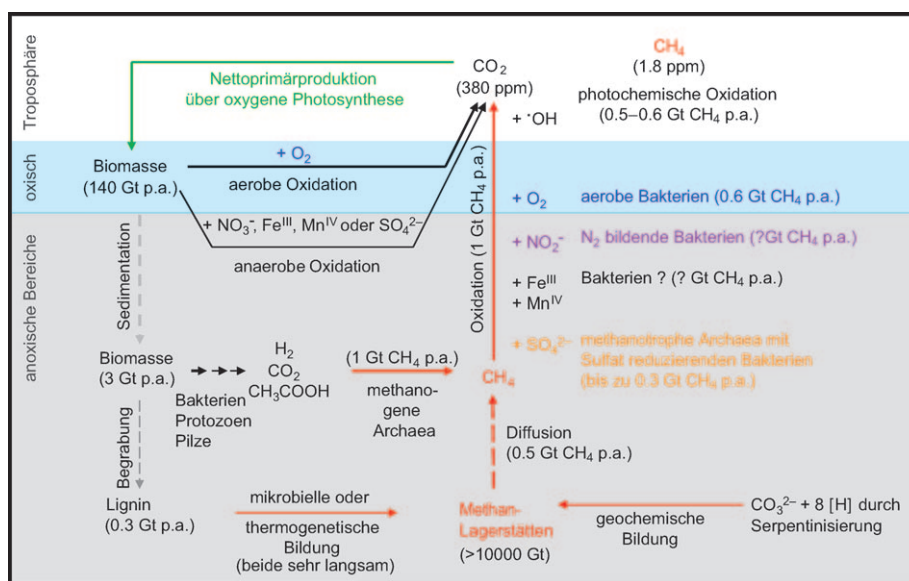 Troposphäre
oxisch
anoxische Bereiche
Nettoprimärproduktion
über oxygene Photosynthese
CO₂
(380 ppm)
CH₄
(1.8 ppm)
photochemische Oxidation
(0.5–0.6 Gt CH₄ p.a.)
+ ˙OH
Biomasse
(140 Gt p.a.)
+ O₂
aerobe Oxidation
+ NO₃⁻, Feᴵᴵᴵ, Mnᴵⱽ oder SO₄²⁻
anaerobe Oxidation
Oxidation (1 Gt CH₄ p.a.)
+ O₂
aerobe Bakterien (0.6 Gt CH₄ p.a.)
+ NO₂⁻
N₂ bildende Bakterien (?Gt CH₄ p.a.)
+ Feᴵᴵᴵ
+ Mnᴵⱽ
Bakterien ? (? Gt CH₄ p.a.)
+ SO₄²⁻
methanotrophe Archaea mit
Sulfat reduzierenden Bakterien
(bis zu 0.3 Gt CH₄ p.a.)
Sedimentation
Biomasse
(3 Gt p.a.)
Bakterien
Protozoen
Pilze
H₂
CO₂
CH₃COOH
(1 Gt CH₄ p.a.)
methano-
gene
Archaea
CH₄
Diffusion
(0.5 Gt CH₄ p.a.)
Begrabung
Lignin
(0.3 Gt p.a.)
mikrobielle oder
thermogenetische
Bildung
(beide sehr langsam)
Methan-
Lagerstätten
(>10000 Gt)
geochemische
Bildung
CO₃²⁻ + 8 [H] durch
Serpentinisierung